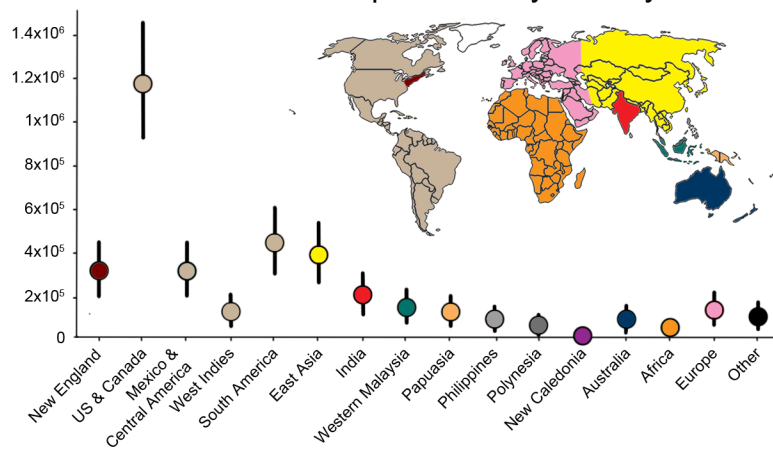 1.4x10⁶
1.2x10⁶
1x10⁶
8x10⁵
6x10⁵
4x10⁵
2x10⁵
0
New England
US & Canada
Mexico &
Central America
West Indies
South America
East Asia
India
Western Malaysia
Papuasia
Philippines
Polynesia
New Caledonia
Australia
Africa
Europe
Other